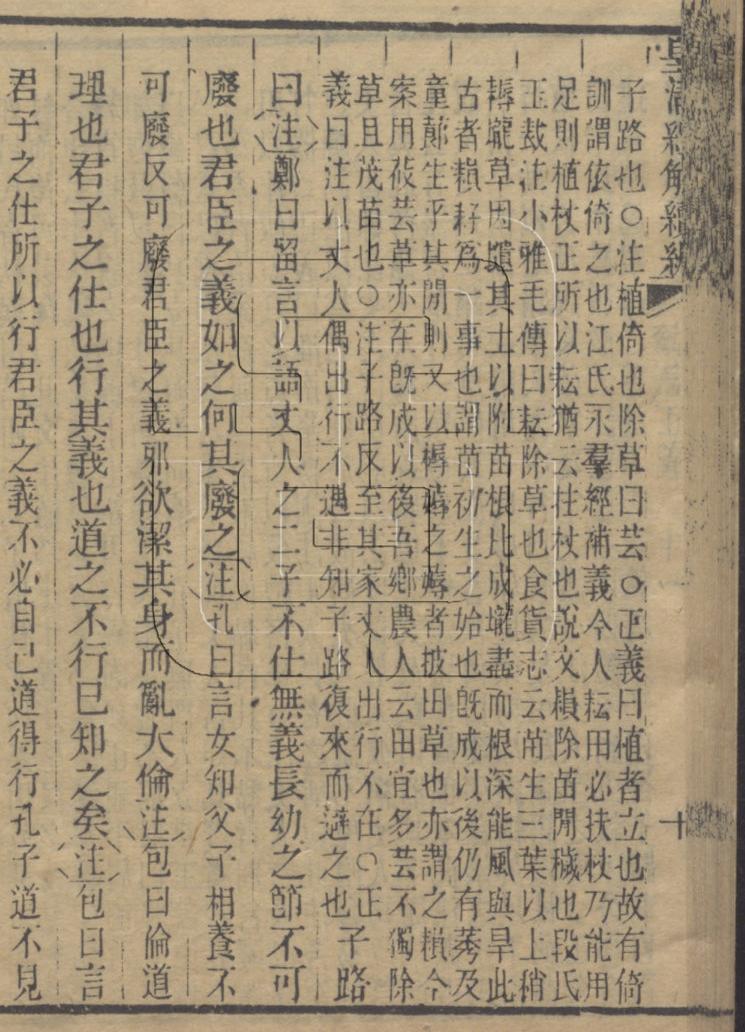 皇清經解續編
子路也○注植倚也除草曰芸○正義曰植者立也故有倚
訓謂依倚之也江氏永羣經補義今人耘田必扶杖乃能用
足則植杖正所以耘猶云拄杖也說文頛除苗閒穢也段氏
玉裁注小雅毛傳曰耘除草也食貨志云苗生三葉以上稍
耨壠草因隤其土以附苗根比成壠盡而根深能風與旱此
古者頛耔爲一事也謂苗初生之始也旣成以後仍有莠及
童蓈生乎其閒則又以耨薅之薅者披田草也亦謂之頛今
案用莜芸草亦在旣成以後吾鄉農人云田宜多芸不獨除
草且茂苗也○注子路反至其家丈人出行不在○正
義曰注以丈人偶出行不遇非知子路復來而避之也
子路
曰注鄭曰留言以語丈人之二子不仕無義長幼之節不可
廢也君臣之義如之何其廢之注孔曰言女知父子相養不
可廢反可廢君臣之義邪欲潔其身而亂大倫注包曰倫道
理也君子之仕也行其義也道之不行已知之矣注包曰言
君子之仕所以行君臣之義不必自己道得行孔子道不見
十